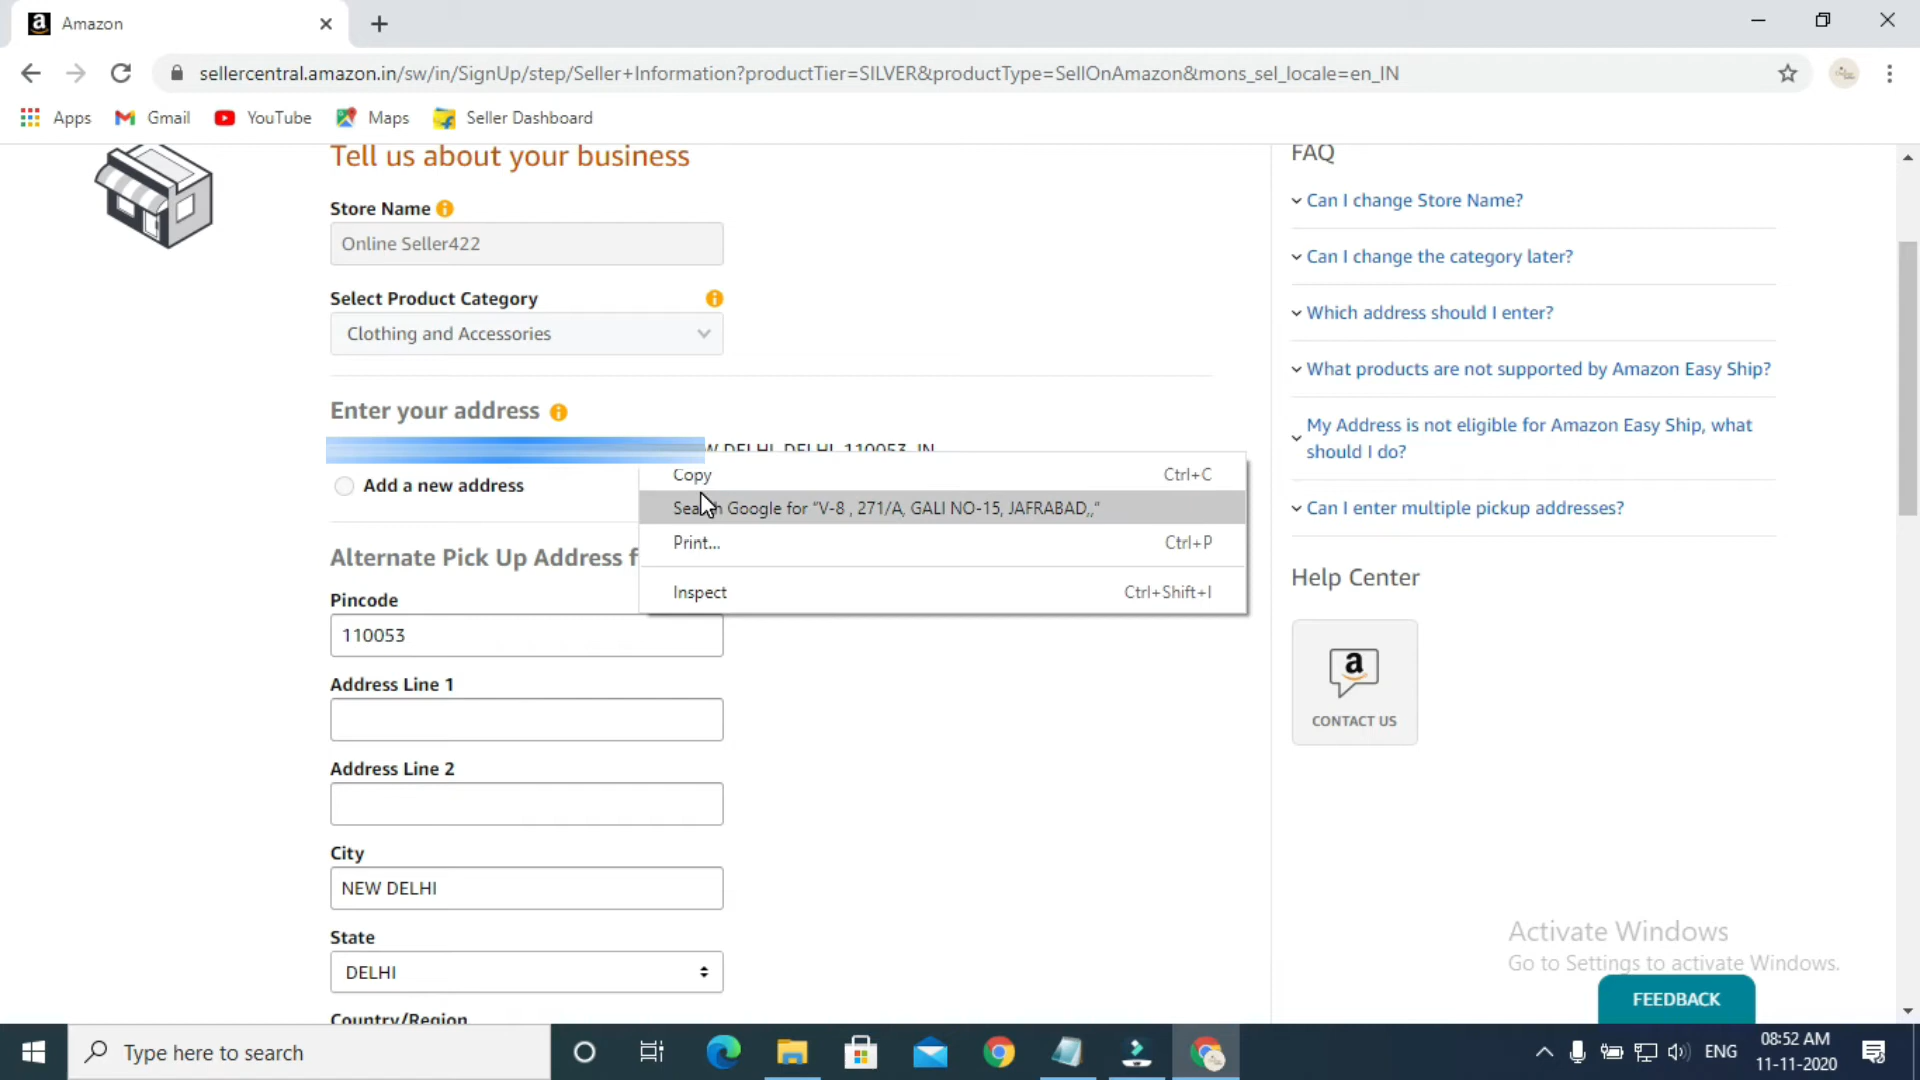 Amazon
sellercentral.amazon.in/sw/in/SignUp/step/Seller+Information?productTier=SILVER&productType=SellOnAmazon&mons_sel_locale=en_IN
Apps Gmail YouTube Maps Seller Dashboard
Tell us about your business
Store Name
Online Seller422
Select Product Category
Clothing and Accessories
Enter your address
DELHI, DELHI, 110053, IN
Add a new address
Copy Ctrl+C
Search Google for “V-8 , 271/A, GALI NO-15, JAFRABAD,,”
Print... Ctrl+P
Inspect Ctrl+Shift+I
Alternate Pick Up Address
Pincode
110053
Address Line 1
Address Line 2
City
NEW DELHI
State
DELHI
Country/Region
FAQ
Can I change Store Name?
Can I change the category later?
Which address should I enter?
What products are not supported by Amazon Easy Ship?
My Address is not eligible for Amazon Easy Ship, what
should I do?
Can I enter multiple pickup addresses?
Help Center
CONTACT US
Activate Windows
Go to Settings to activate Windows.
FEEDBACK
Type here to search
ENG
08:52 AM
11-11-2020